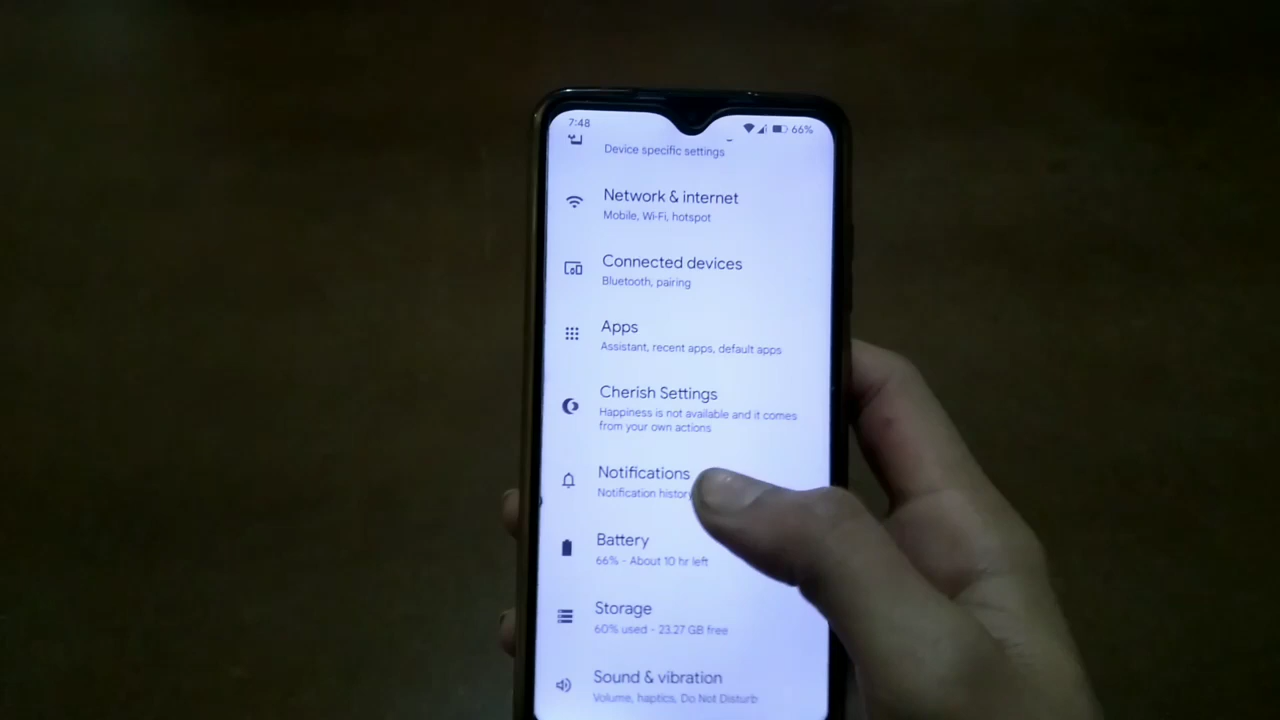 7:48
66%
Device specific settings
Network & internet
Mobile, Wi-Fi, hotspot
Connected devices
Bluetooth, pairing
Apps
Assistant, recent apps, default apps
Cherish Settings
Happiness is not available and it comes
from your own actions
Notifications
Notification history
Battery
66% - About 10 hr left
Storage
60% used - 23.27 GB free
Sound & vibration
Volume, haptics, Do Not Disturb